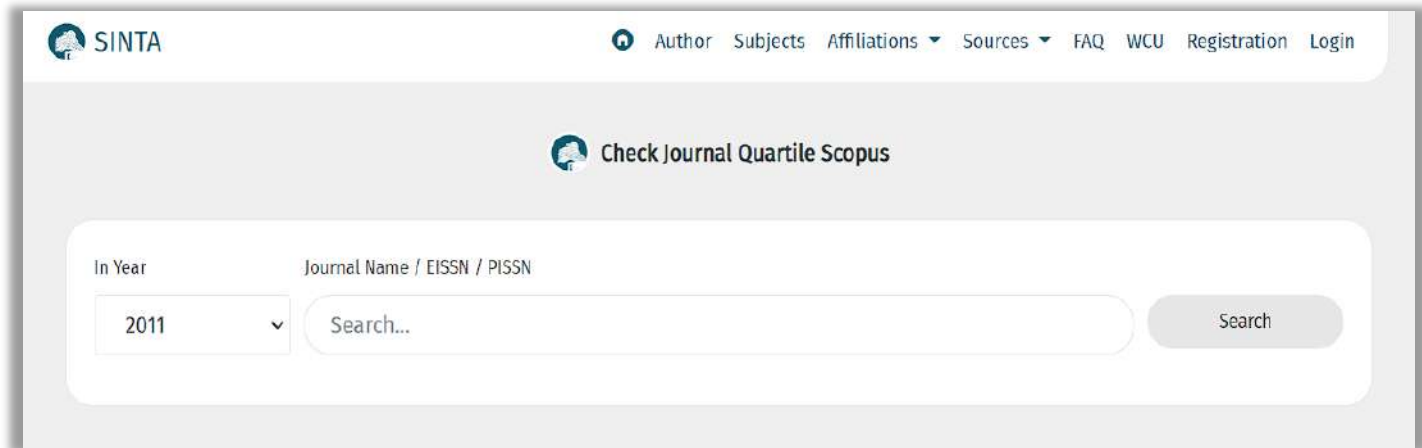 SINTA Author Subjects Affiliations Sources FAQ WCU Registration Login
Check Journal Quartile Scopus
In Year Journal Name / EISSN / PISSN
2011 Search... Search